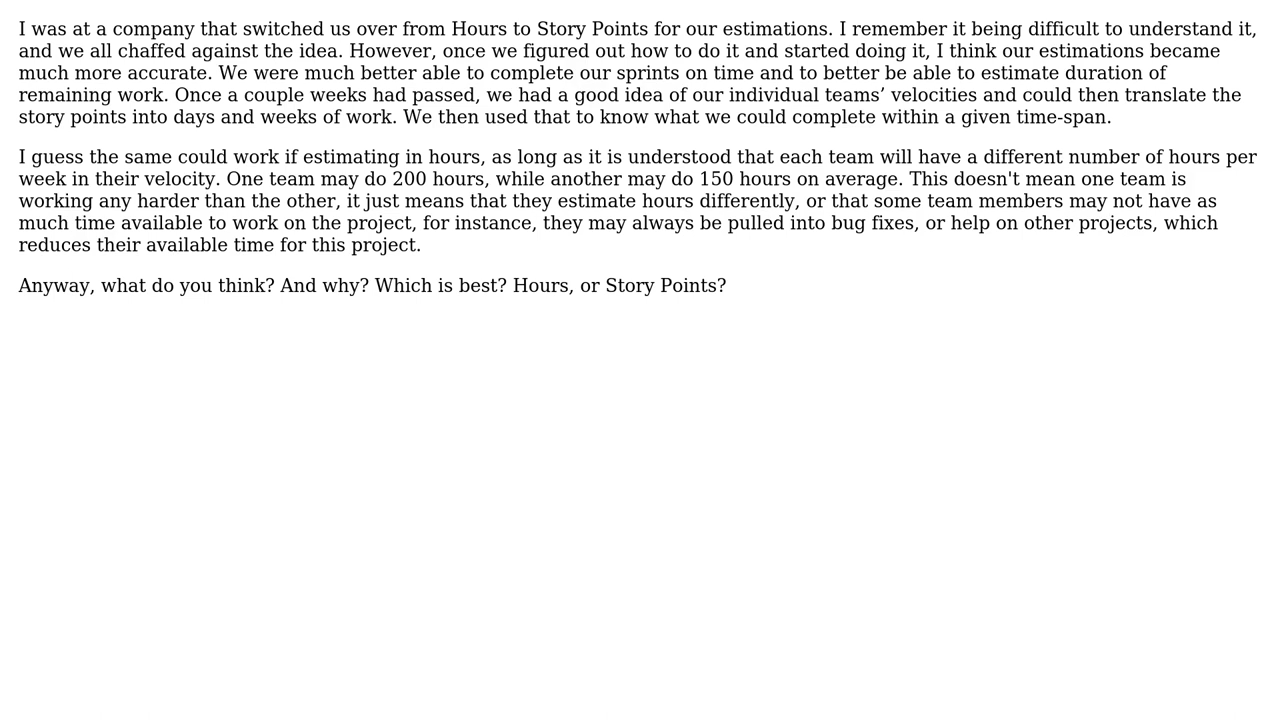 I was at a company that switched us over from Hours to Story Points for our estimations. I remember it being difficult to understand it,
and we all chaffed against the idea. However, once we figured out how to do it and started doing it, I think our estimations became
much more accurate. We were much better able to complete our sprints on time and to better be able to estimate duration of
remaining work. Once a couple weeks had passed, we had a good idea of our individual teams’ velocities and could then translate the
story points into days and weeks of work. We then used that to know what we could complete within a given time-span.
I guess the same could work if estimating in hours, as long as it is understood that each team will have a different number of hours per
week in their velocity. One team may do 200 hours, while another may do 150 hours on average. This doesn't mean one team is
working any harder than the other, it just means that they estimate hours differently, or that some team members may not have as
much time available to work on the project, for instance, they may always be pulled into bug fixes, or help on other projects, which
reduces their available time for this project.
Anyway, what do you think? And why? Which is best? Hours, or Story Points?